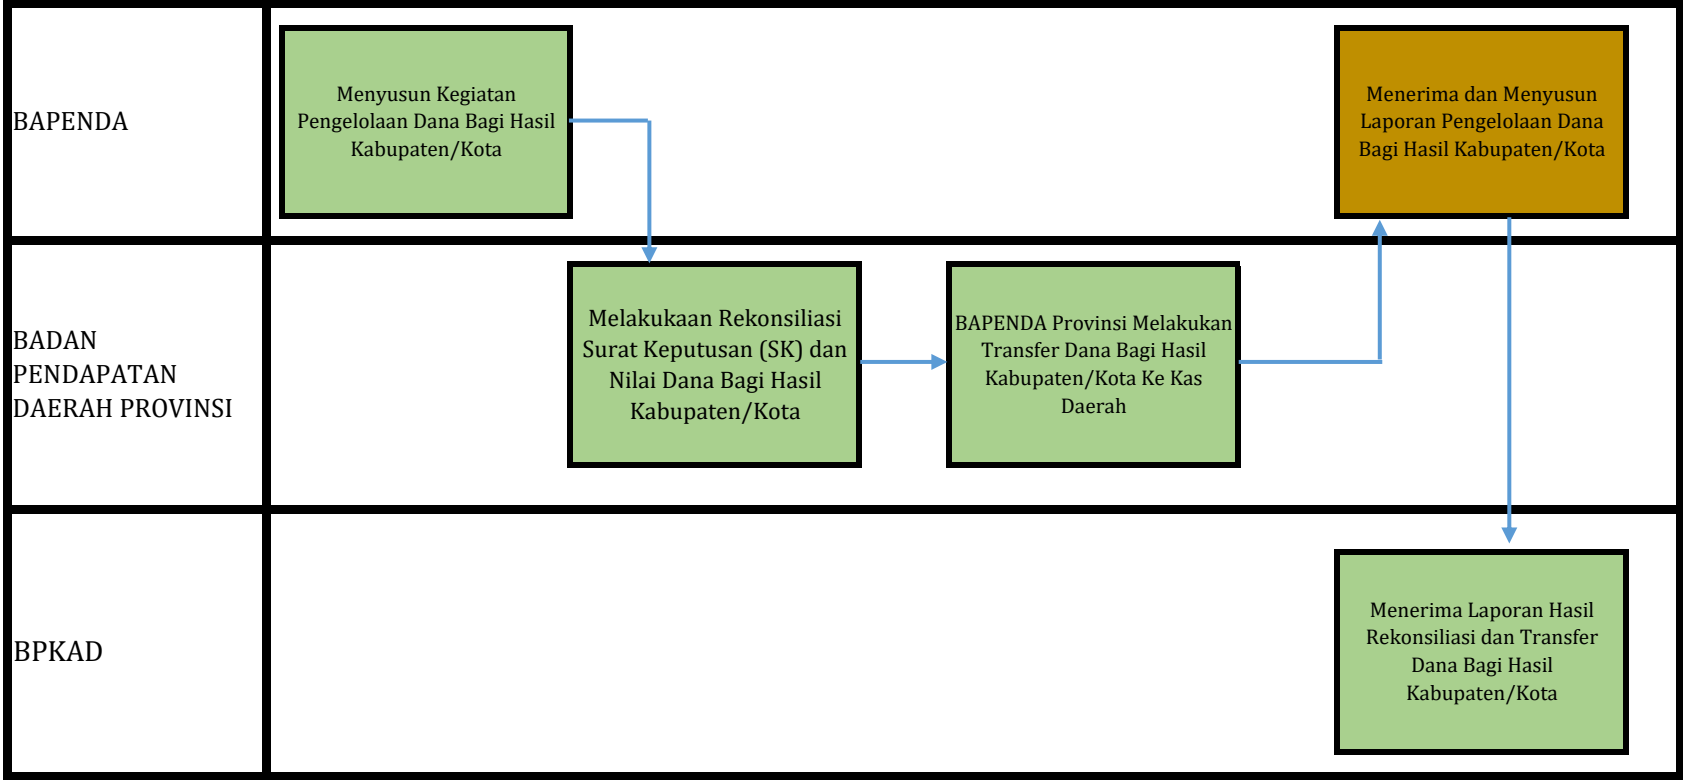 BAPENDA
Menyusun Kegiatan
Pengelolaan Dana Bagi Hasil
Kabupaten/Kota
Menerima dan Menyusun
Laporan Pengelolaan Dana
Bagi Hasil Kabupaten/Kota
BADAN
PENDAPATAN
DAERAH PROVINSI
Melakukaan Rekonsiliasi
Surat Keputusan (SK) dan
Nilai Dana Bagi Hasil
Kabupaten/Kota
BAPENDA Provinsi Melakukan
Transfer Dana Bagi Hasil
Kabupaten/Kota Ke Kas
Daerah
BPKAD
Menerima Laporan Hasil
Rekonsiliasi dan Transfer
Dana Bagi Hasil
Kabupaten/Kota